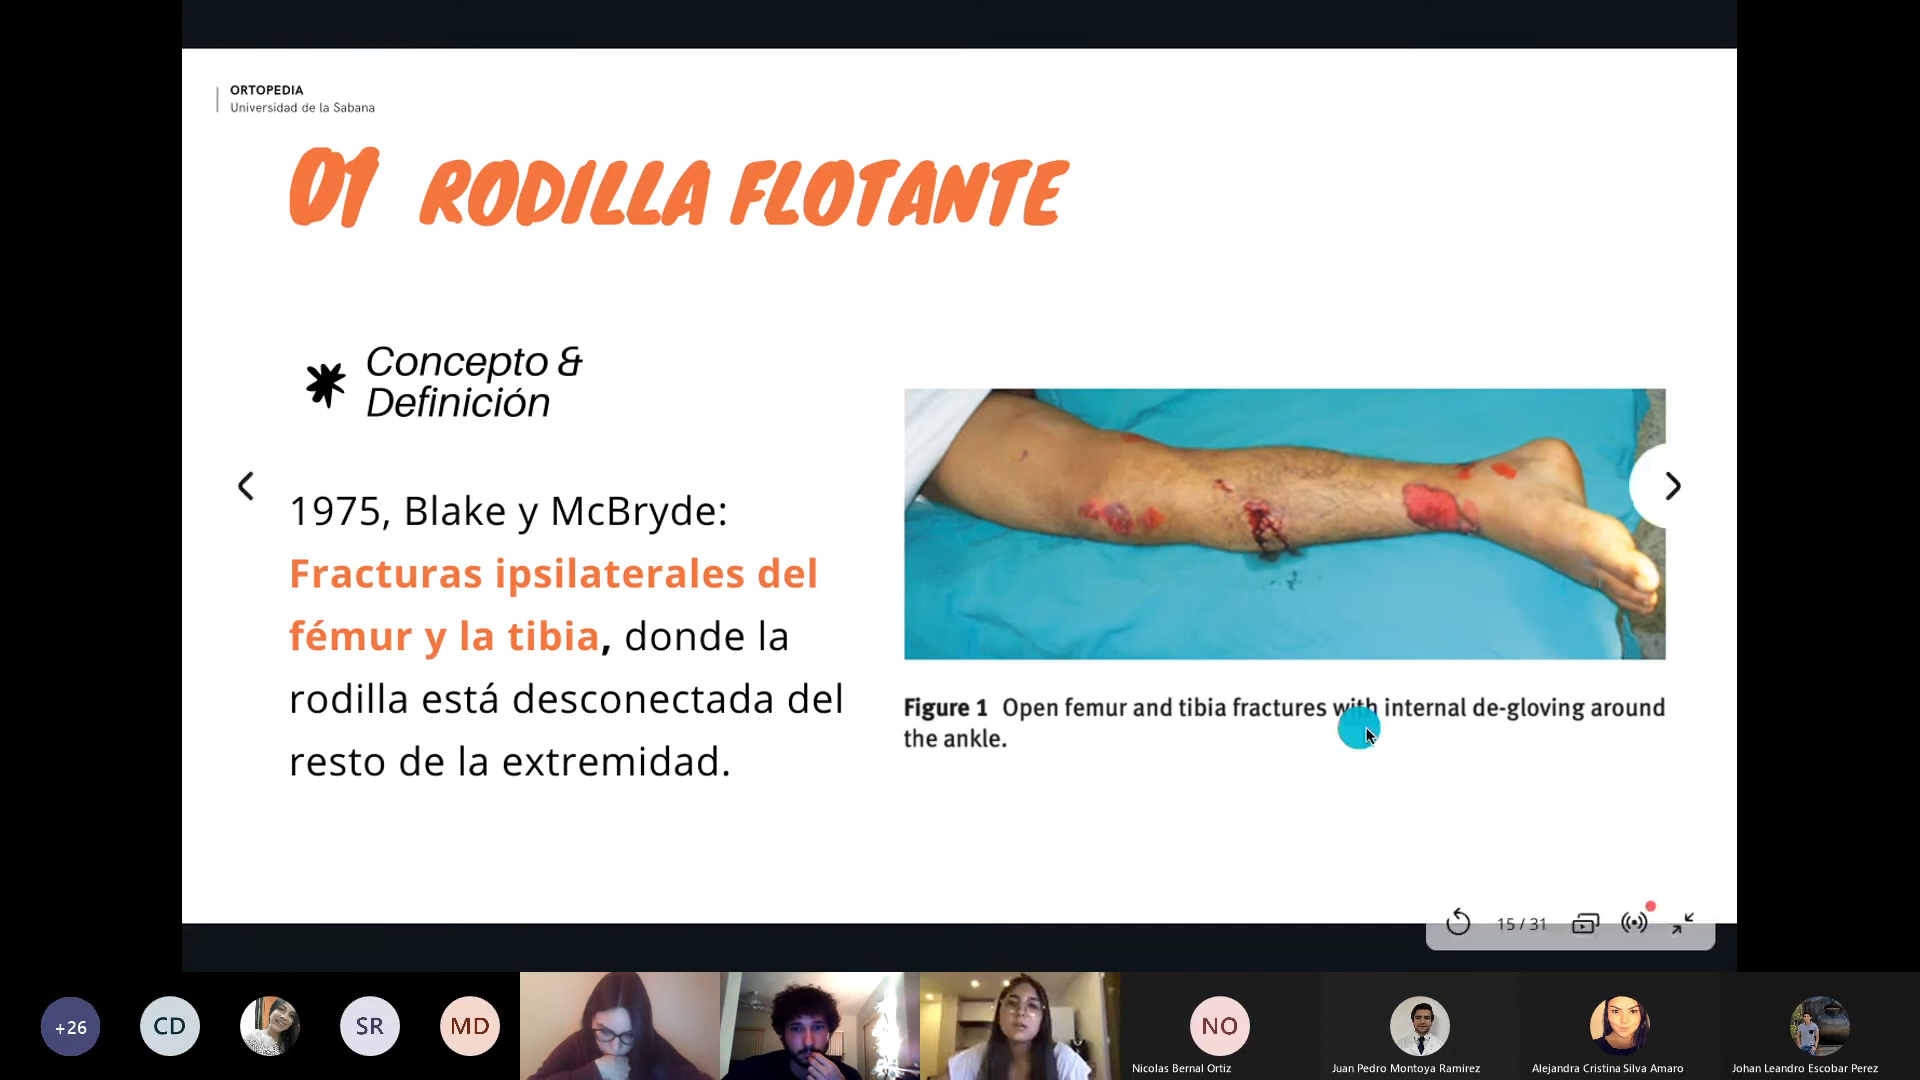 ORTOPEDIA
Universidad de la Sabana
01 RODILLA FLOTANTE
Concepto &
Definición
1975, Blake y McBryde:
Fracturas ipsilaterales del
fémur y la tibia, donde la
rodilla está desconectada del
resto de la extremidad.
Figure 1 Open femur and tibia fractures with internal de-gloving around
the ankle.
15 / 31
+26
CD
SR
MD
NO
Nicolas Bernal Ortiz
Juan Pedro Montoya Ramirez
Alejandra Cristina Silva Amaro
Johan Leandro Escobar Perez